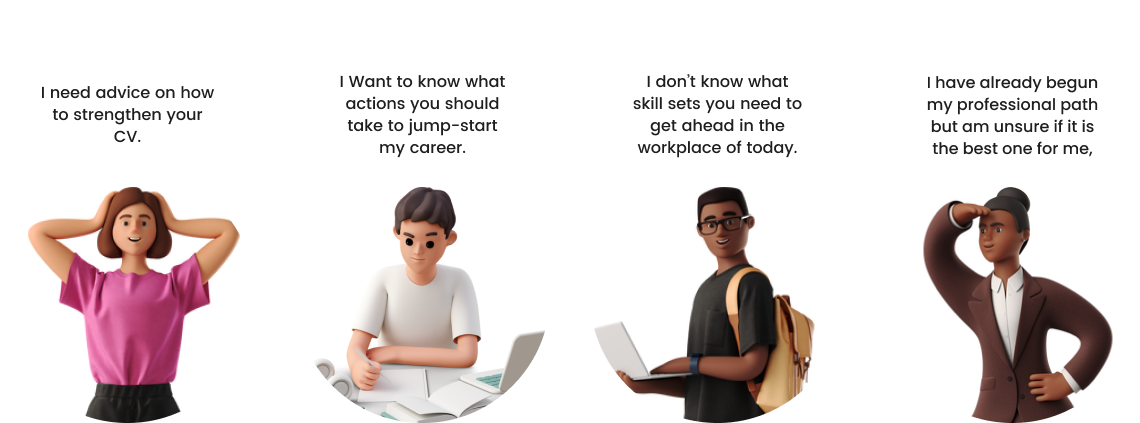 I need advice on how
to strengthen your
CV.
I Want to know what
actions you should
take to jump-start
my career.
I don't know what
skill sets you need to
get ahead in the
workplace of today.
I have already begun
my professional path
but am unsure if it is
the best one for me,